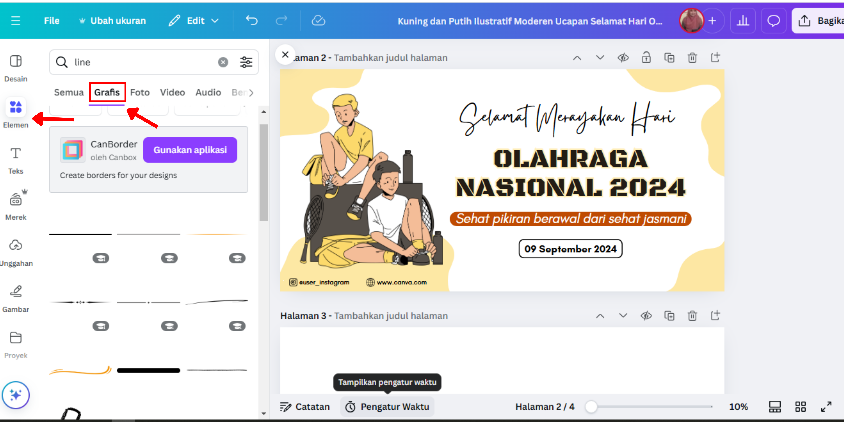 File
Ubah ukuran
Edit
Kuning dan Putih Ilustratif Moderen Ucapan Selamat Hari O...
Bagika
Desain
Elemen
Teks
Merek
Unggahan
Gambar
Proyek
line
Semua
Grafis
Foto
Video
Audio
Ber
CanBorder
oleh Canbox
Gunakan aplikasi
Create borders for your designs
laman 2 - Tambahkan judul halaman
Selamat Merayakan Hari
OLAHRAGA
NASIONAL 2024
Sehat pikiran berawal dari sehat jasmani
09 September 2024
@user_instagram
www.canva.com
Halaman 3 - Tambahkan judul halaman
Tampilkan pengatur waktu
Catatan
Pengatur Waktu
Halaman 2 / 4
10%